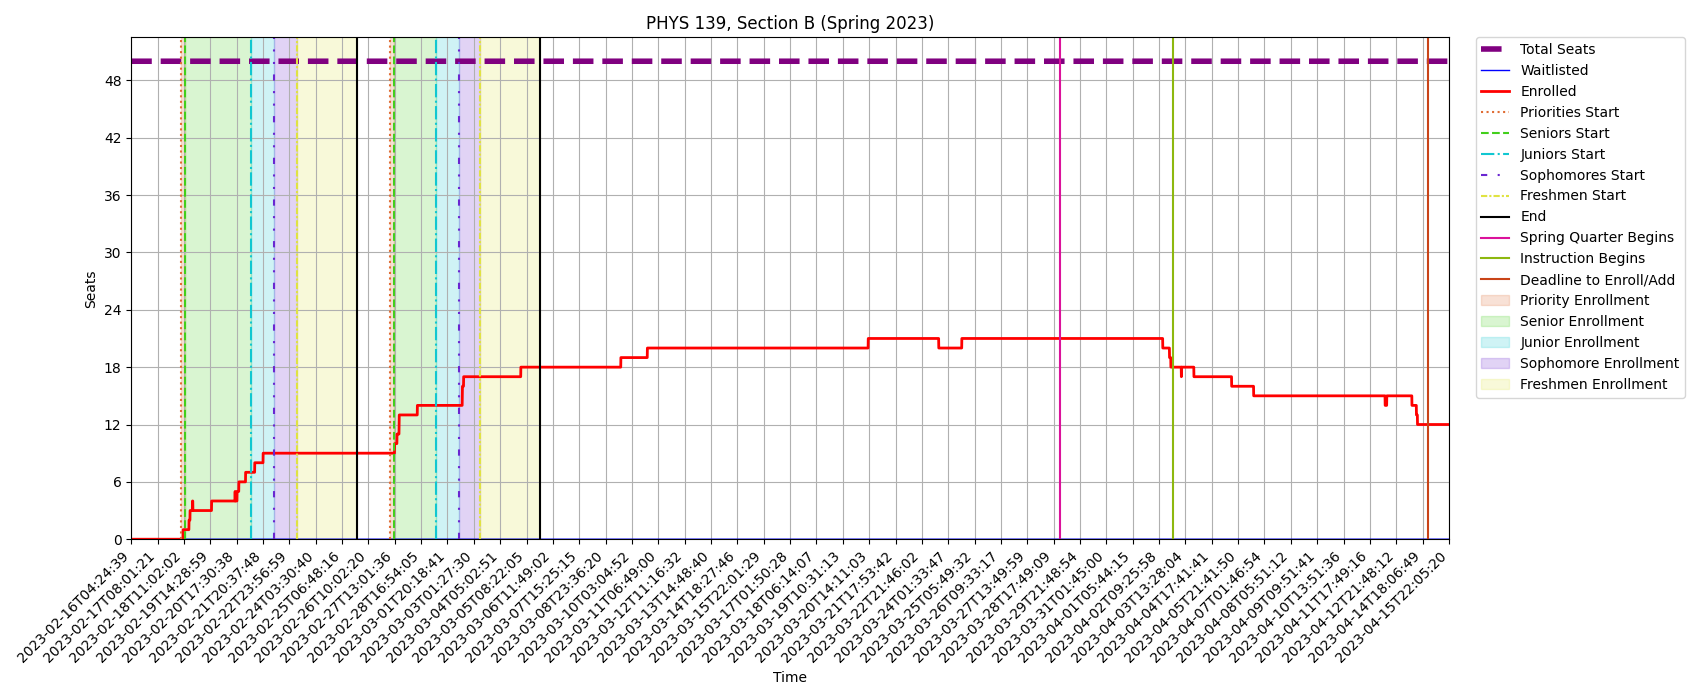 PHYS 139, Section B (Spring 2023)
Seats
48
42
36
30
24
18
12
6
0
2023-02-16T04:24:39
2023-02-17T08:01:21
2023-02-18T11:02:02
2023-02-19T14:28:59
2023-02-20T17:30:38
2023-02-21T20:37:48
2023-02-22T23:56:59
2023-02-24T03:30:40
2023-02-25T06:48:16
2023-02-26T10:02:20
2023-02-27T13:01:36
2023-02-28T16:54:05
2023-03-01T20:18:41
2023-03-03T01:27:30
2023-03-04T05:02:51
2023-03-05T08:22:05
2023-03-06T11:49:02
2023-03-07T15:25:15
2023-03-08T23:36:20
2023-03-10T03:04:52
2023-03-11T06:49:00
2023-03-12T11:16:32
2023-03-13T14:48:40
2023-03-14T18:27:46
2023-03-15T22:01:29
2023-03-17T01:50:28
2023-03-18T06:14:07
2023-03-19T10:31:13
2023-03-20T14:11:03
2023-03-21T17:53:42
2023-03-22T21:46:02
2023-03-24T01:33:47
2023-03-25T05:49:32
2023-03-26T09:33:17
2023-03-27T13:49:59
2023-03-28T17:49:09
2023-03-29T21:48:54
2023-03-31T01:45:00
2023-04-01T05:44:15
2023-04-02T09:25:58
2023-04-03T13:28:04
2023-04-04T17:41:41
2023-04-05T21:41:50
2023-04-07T01:46:54
2023-04-08T05:51:12
2023-04-09T09:51:41
2023-04-10T13:51:36
2023-04-11T17:49:16
2023-04-12T21:48:12
2023-04-14T18:06:49
2023-04-15T22:05:20
Time
Total Seats
Waitlisted
Enrolled
Priorities Start
Seniors Start
Juniors Start
Sophomores Start
Freshmen Start
End
Spring Quarter Begins
Instruction Begins
Deadline to Enroll/Add
Priority Enrollment
Senior Enrollment
Junior Enrollment
Sophomore Enrollment
Freshmen Enrollment